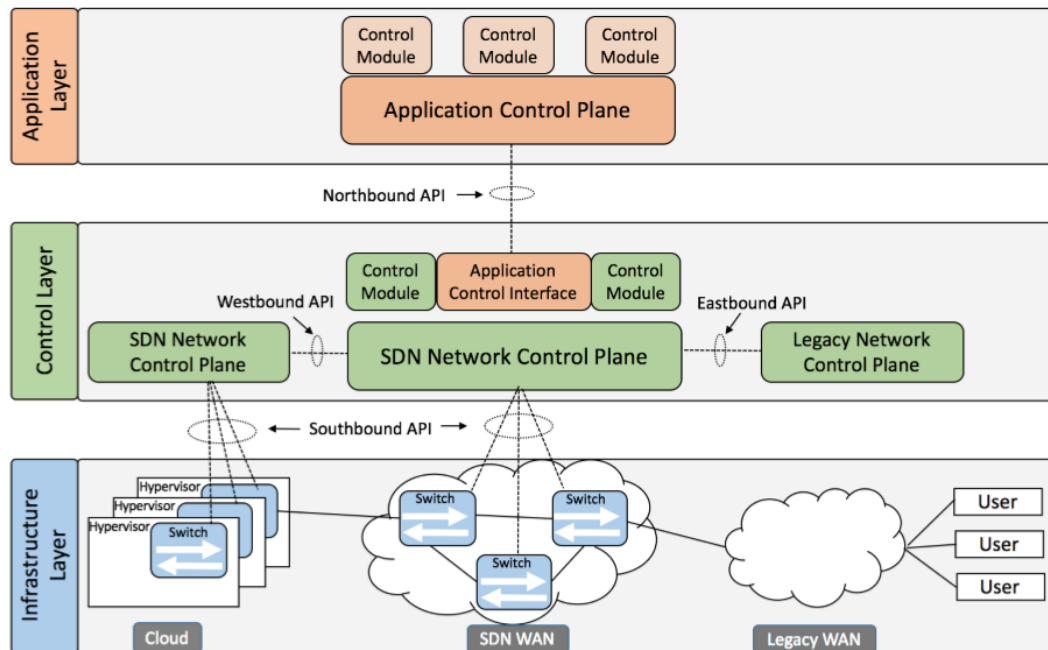 Application
Layer
Control
Module
Control
Module
Control
Module
Application Control Plane
Northbound API
Control Layer
Control
Module
Application
Control Interface
Control
Module
Westbound API
Eastbound API
SDN Network
Control Plane
SDN Network Control Plane
Legacy Network
Control Plane
Southbound API
Infrastructure
Layer
Hypervisor
Hypervisor
Hypervisor
Switch
Switch
Switch
Switch
User
User
User
Cloud
SDN WAN
Legacy WAN